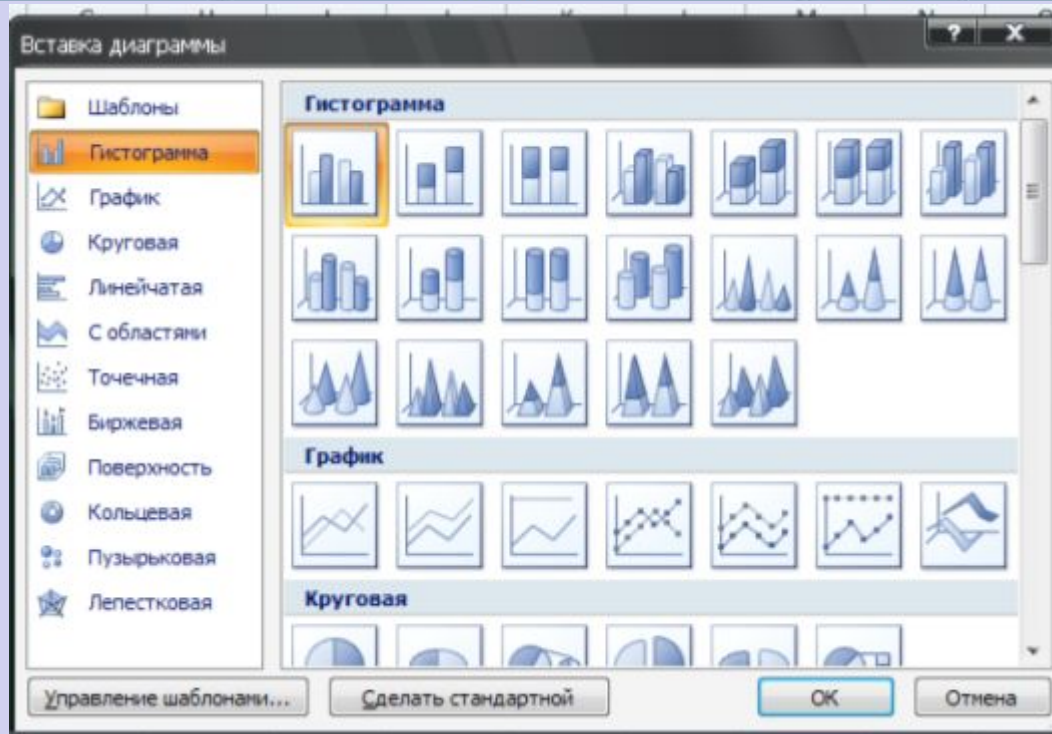 Вставка диаграммы
Шаблоны
Гистограмма
График
Круговая
Линейчатая
С областями
Точечная
Биржевая
Поверхность
Кольцевая
Пузырьковая
Лепестковая
Гистограмма
График
Круговая
Управление шаблонами...
Сделать стандартной
ОК
Отмена